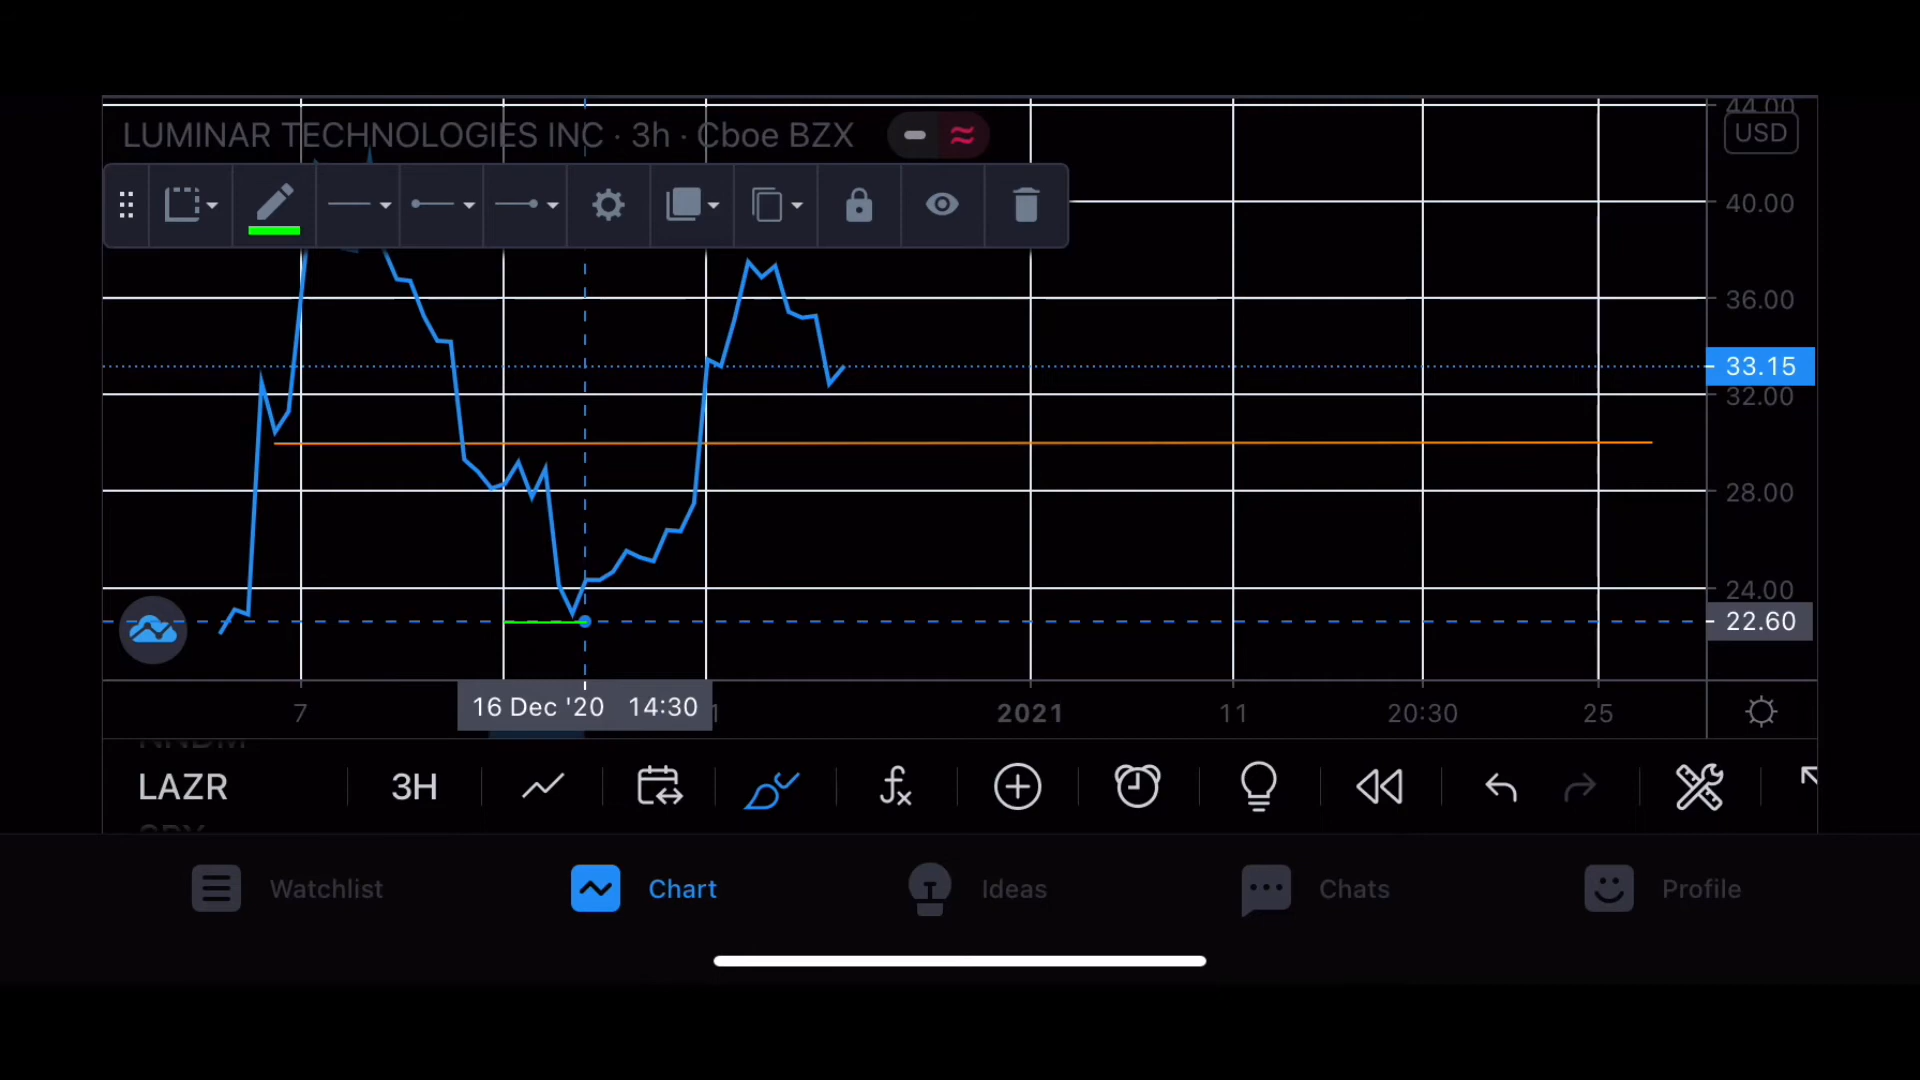 44.00
LUMINAR TECHNOLOGIES INC · 3h · Cboe BZX
USD
40.00
36.00
33.15
32.00
28.00
24.00
22.60
7
16 Dec '20 14:30
2021
11
20:30
25
LAZR
3H
Watchlist
Chart
Ideas
Chats
Profile